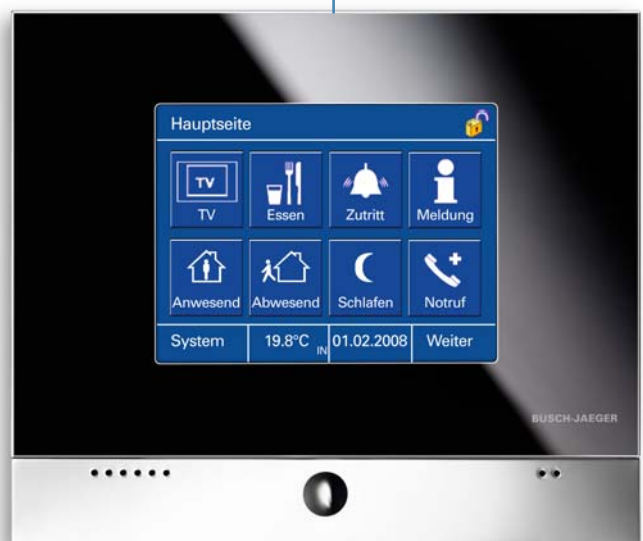 Hauptseite
TV
TV Essen Zutritt Meldung
Anwesend Abwesend Schlafen Notruf
System 19.8°C IN 01.02.2008 Weiter
BUSCH-JAEGER